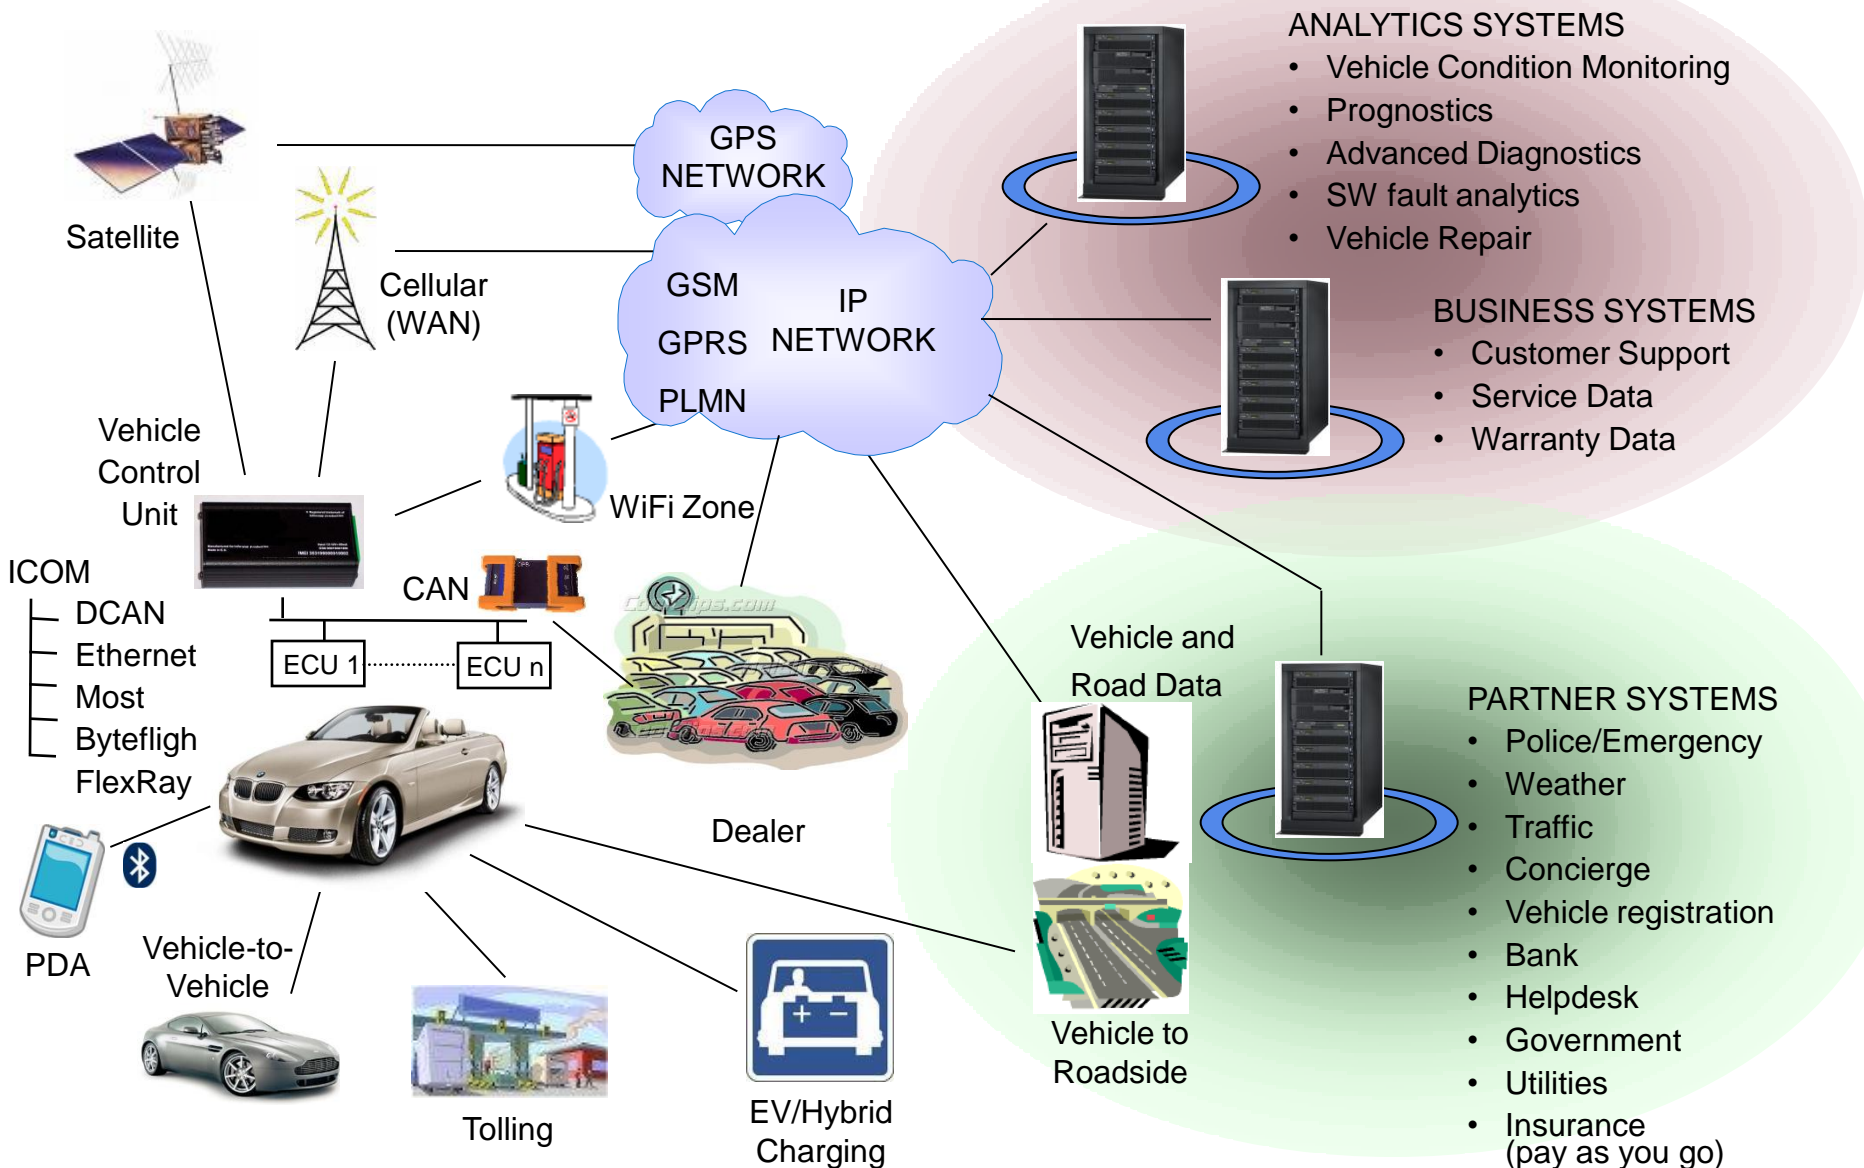 ANALYTICS SYSTEMS
• Vehicle Condition Monitoring
• Prognostics
• Advanced Diagnostics
• SW fault analytics
• Vehicle Repair
GPS
NETWORK
Satellite
Cellular
(WAN)
GSM
GPRS
PLMN
IP
NETWORK
BUSINESS SYSTEMS
• Customer Support
• Service Data
• Warranty Data
Vehicle
Control
Unit
WiFi Zone
ICOM
DCAN
Ethernet
Most
Bytefligh
FlexRay
CAN
ECU 1
ECU n
Vehicle and
Road Data
PARTNER SYSTEMS
• Police/Emergency
• Weather
• Traffic
• Concierge
• Vehicle registration
• Bank
• Helpdesk
• Government
• Utilities
• Insurance
(pay as you go)
Dealer
PDA
Vehicle-to-
Vehicle
Tolling
EV/Hybrid
Charging
Vehicle to
Roadside